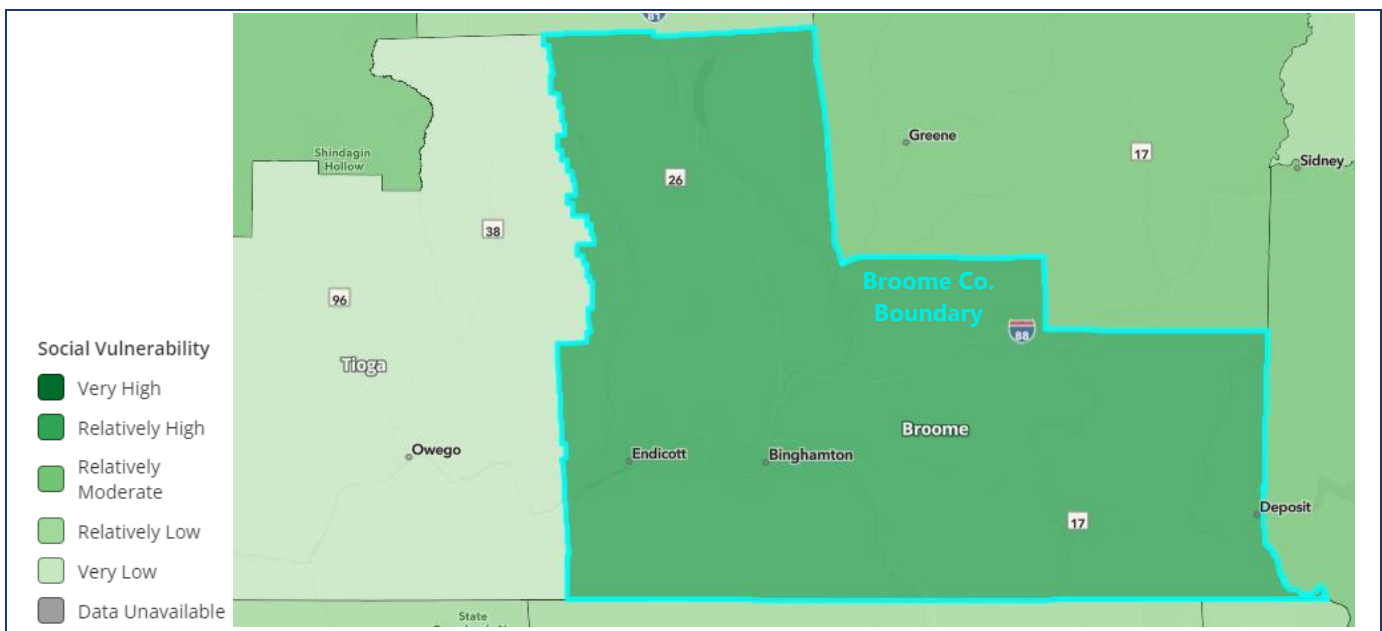 81
Greene
17
Sidney
Shindagin
Hollow
26
38
96
Broome Co.
Boundary
88
Social Vulnerability
Very High
Relatively High
Relatively
Moderate
Relatively Low
Very Low
Data Unavailable
Tioga
Broome
Owego
Endicott
Binghamton
17
Deposit
State